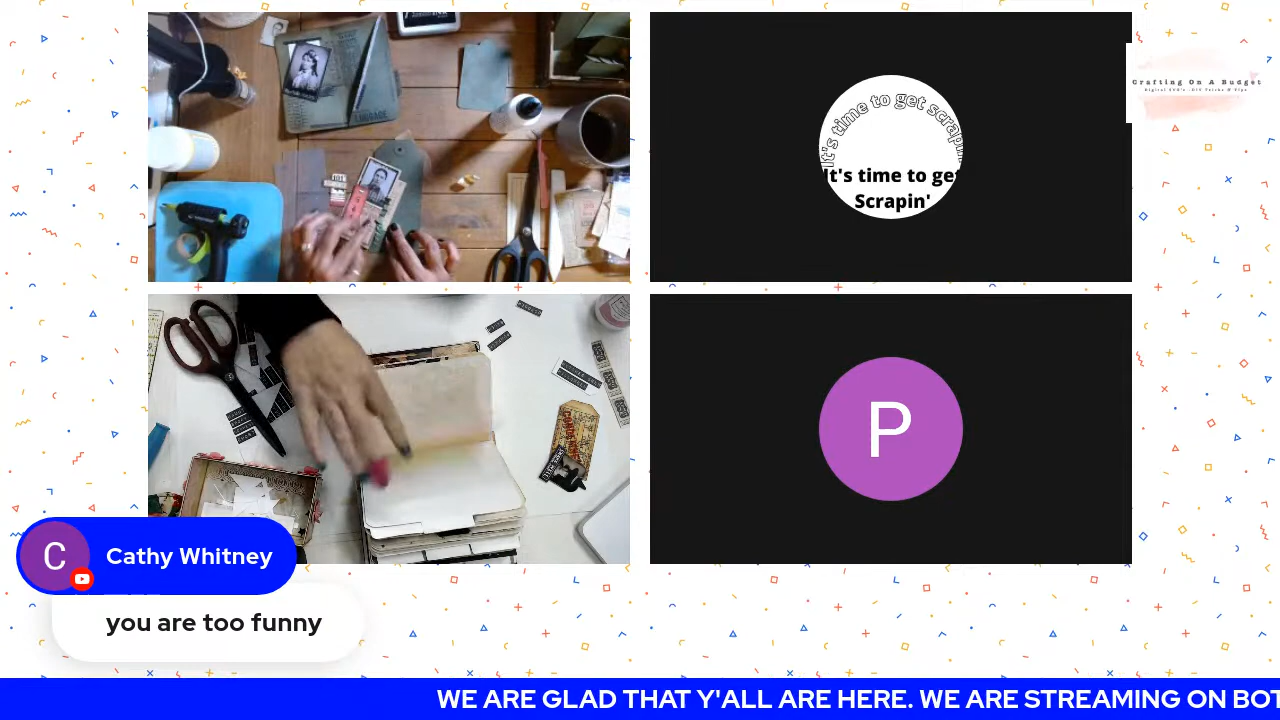 It's time to get scrapin
It's time to get
Scrapin'
Crafting On A Budget
LUGGAGE
P
C
Cathy Whitney
you are too funny
WE ARE GLAD THAT Y'ALL ARE HERE. WE ARE STREAMING ON BOT